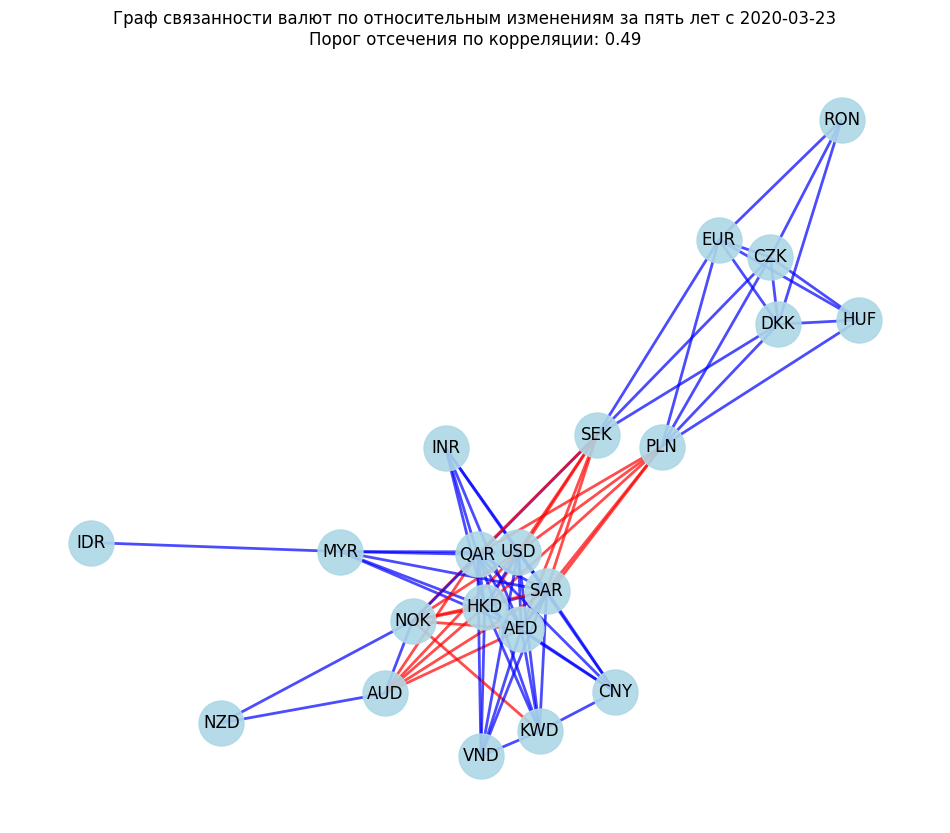 Граф связанности валют по относительным изменениям за пять лет с 2020-03-23
Порог отсечения по корреляции: 0.49
RON
EUR
CZK
DKK
HUF
SEK
PLN
INR
IDR
MYR
QAR
USD
SAR
HKD
NOK
AED
AUD
CNY
NZD
KWD
VND